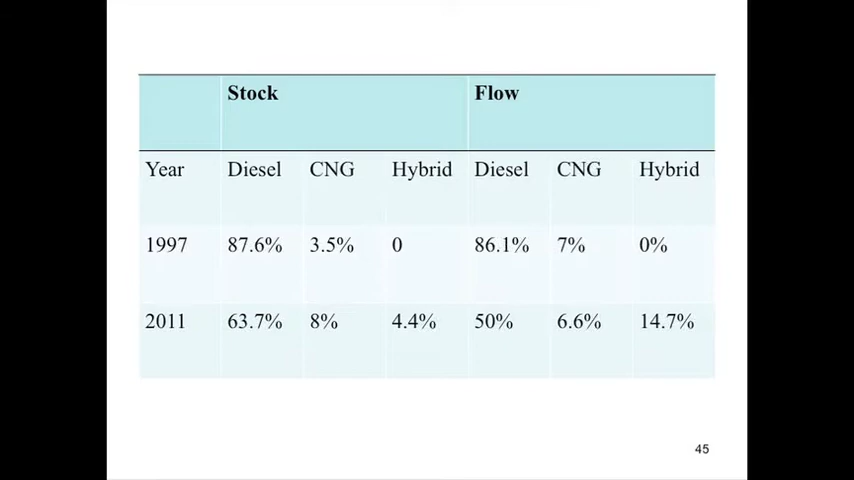 Stock Flow
Year Diesel CNG Hybrid Diesel CNG Hybrid
1997 87.6% 3.5% 0 86.1% 7% 0%
2011 63.7% 8% 4.4% 50% 6.6% 14.7%
45